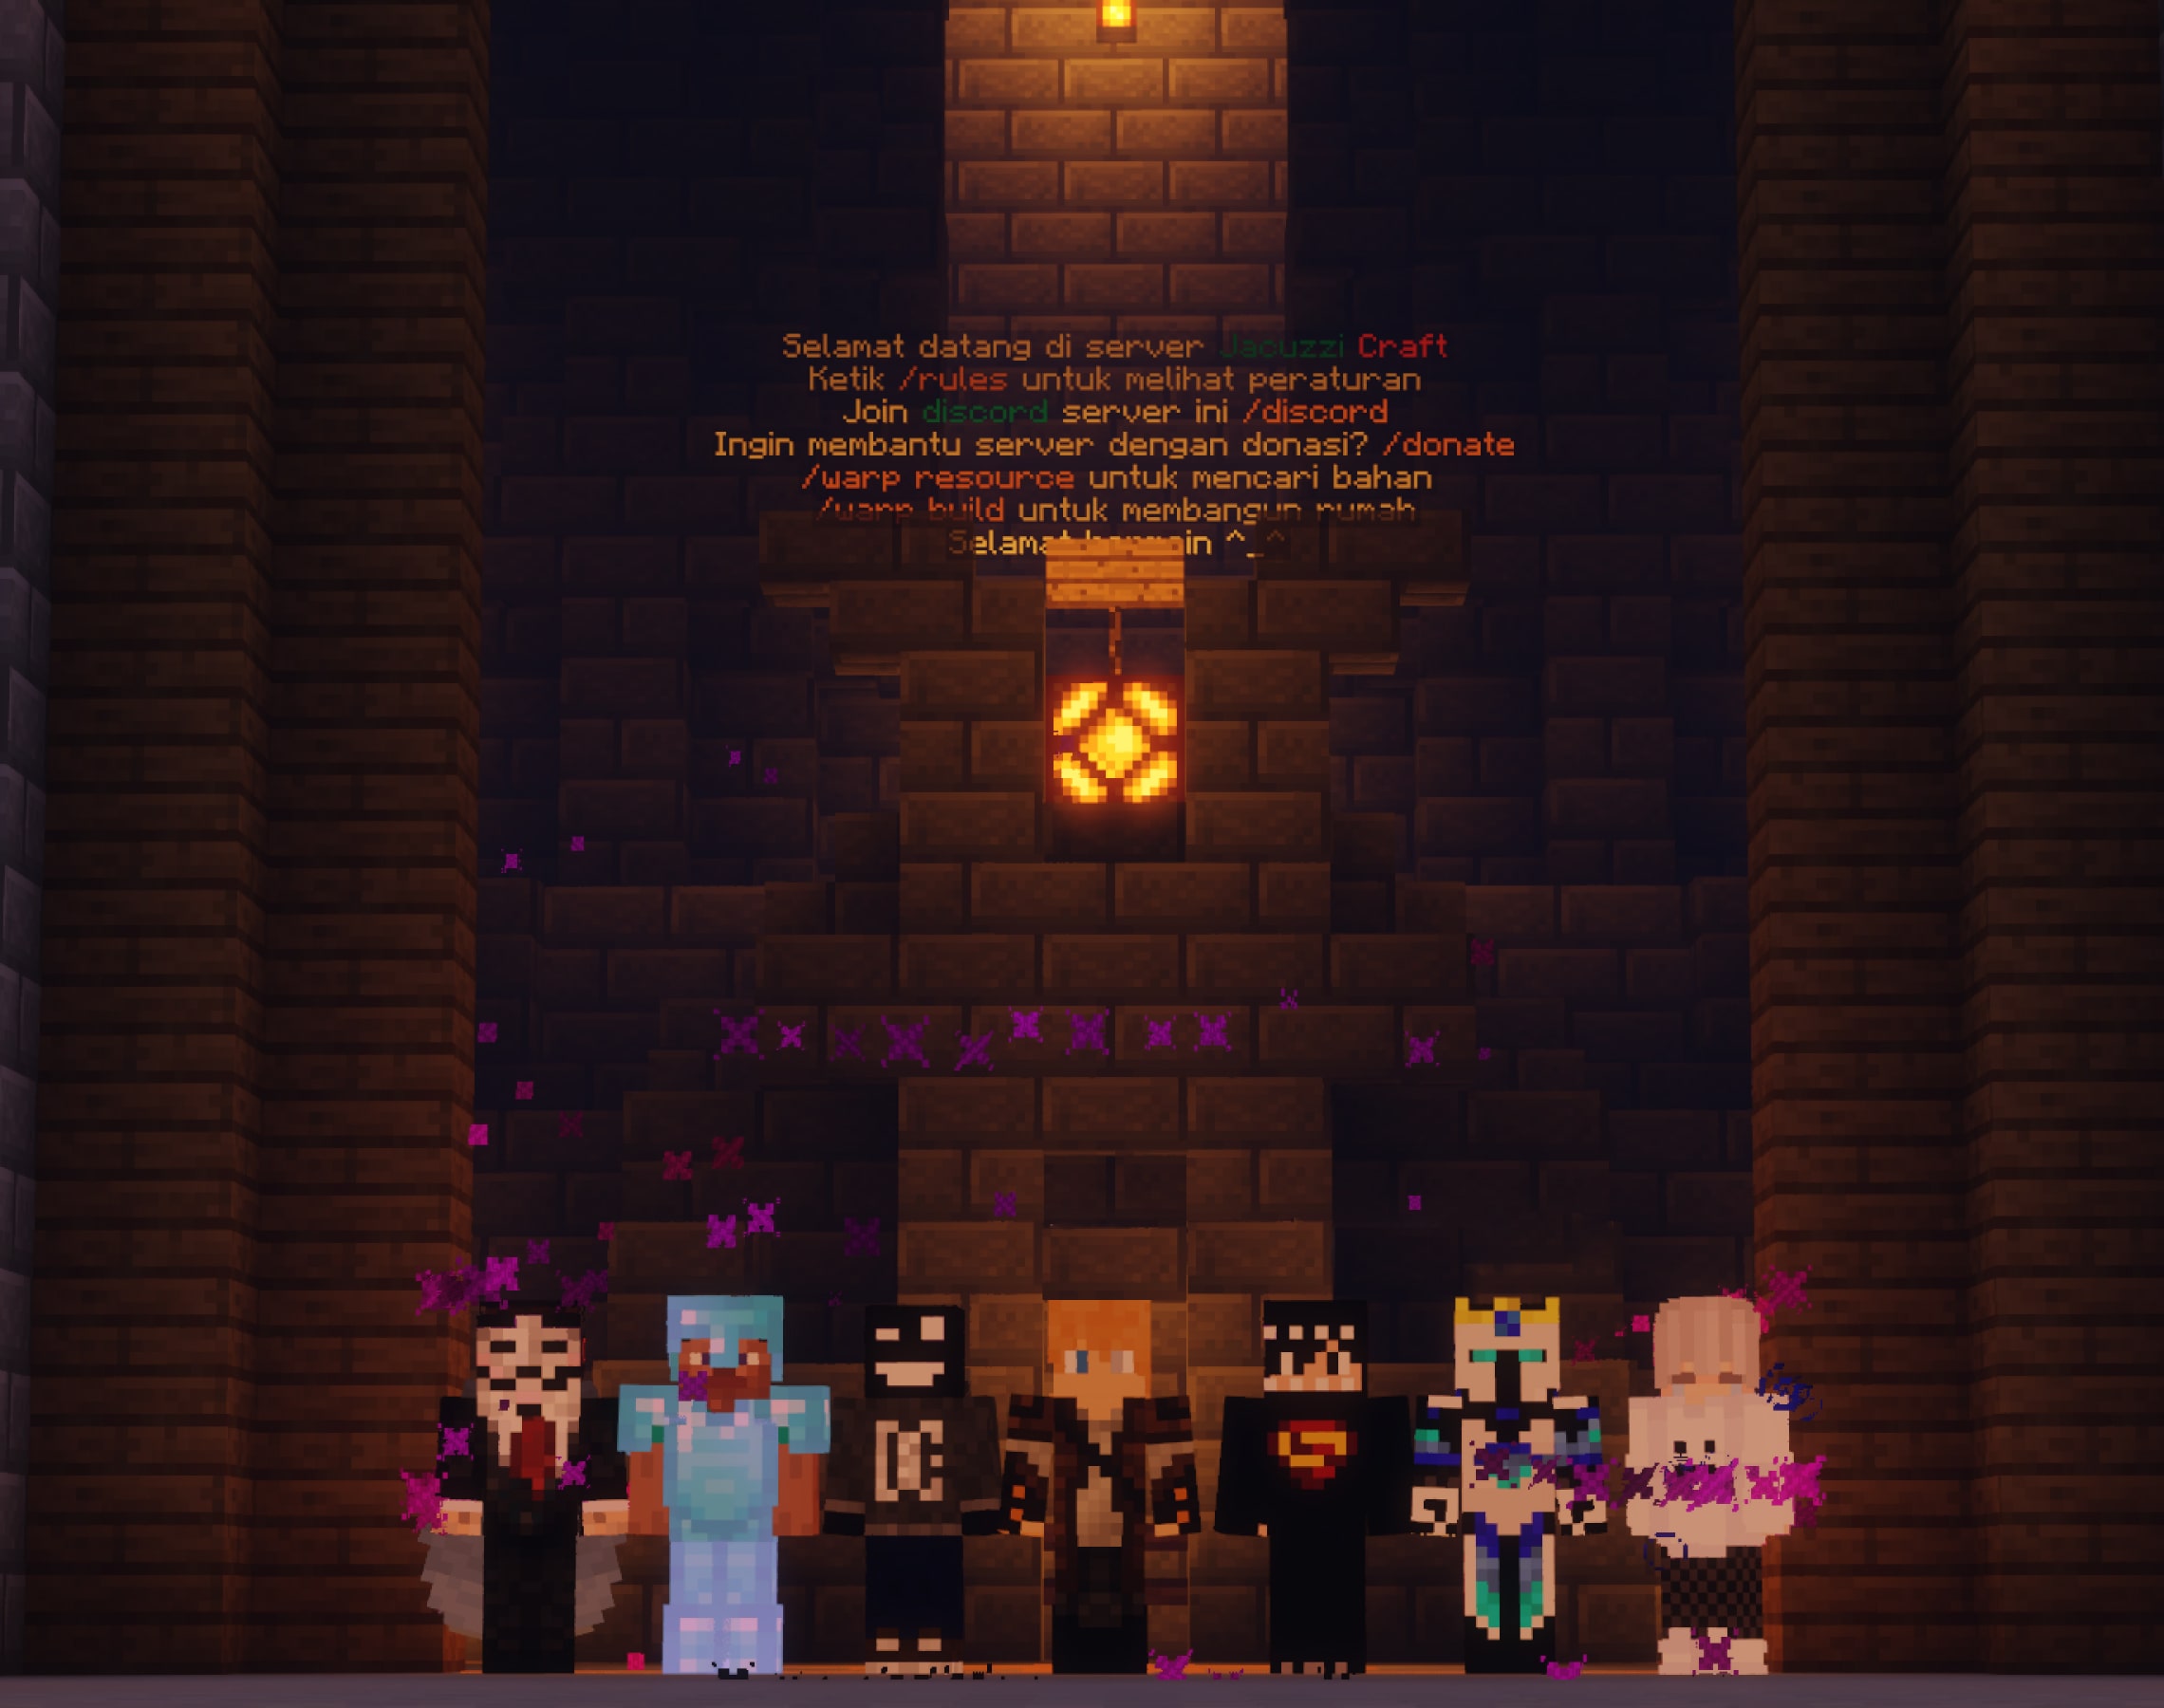 Selamat datang di server Jacuzzi Craft
Ketik /rules untuk melihat peraturan
Join discord server ini /discord
Ingin membantu server dengan donasi? /donate
/warp resource untuk mencari bahan
/warp build untuk membangun rumah
Selamat ^_^